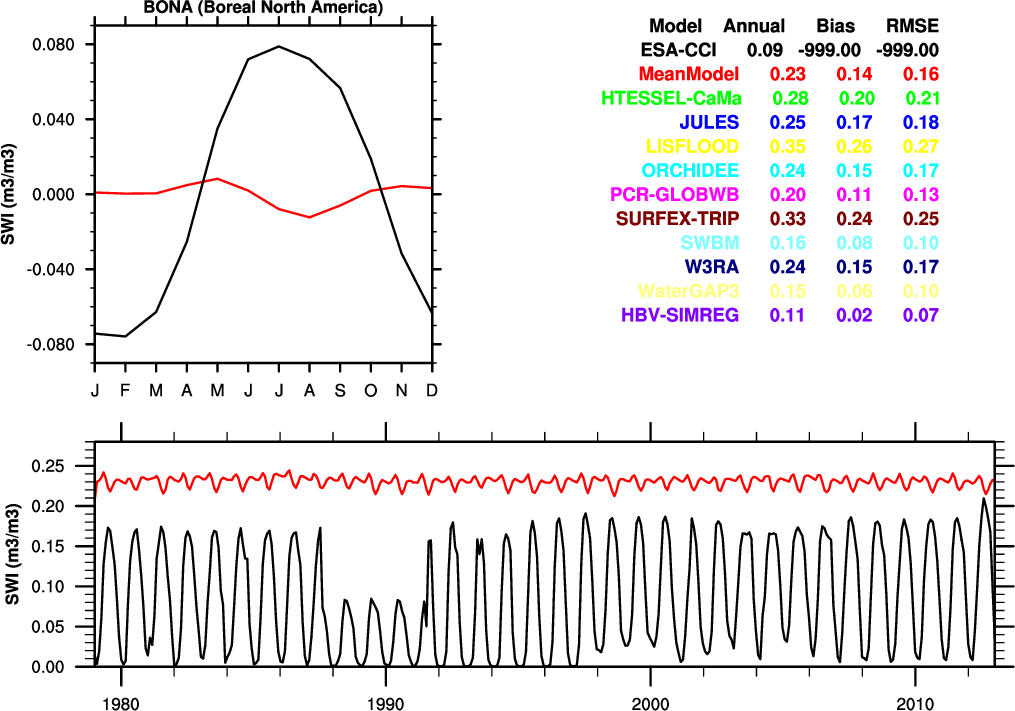 BONA (Boreal North America)
SWI (m3/m3)
0.080
0.040
0.000
-0.040
-0.080
J F M A M J J A S O N D
Model Annual Bias RMSE
ESA-CCI 0.09 -999.00 -999.00
MeanModel 0.23 0.14 0.16
HTESSEL-CaMa 0.28 0.20 0.21
JULES 0.25 0.17 0.18
LISFLOOD 0.35 0.26 0.27
ORCHIDEE 0.24 0.15 0.17
PCR-GLOBWB 0.20 0.11 0.13
SURFEX-TRIP 0.33 0.24 0.25
SWBM 0.16 0.08 0.10
W3RA 0.24 0.15 0.17
WaterGAP3 0.15 0.06 0.10
HBV-SIMREG 0.11 0.02 0.07
SWI (m3/m3)
0.25
0.20
0.15
0.10
0.05
0.00
1980 1990 2000 2010